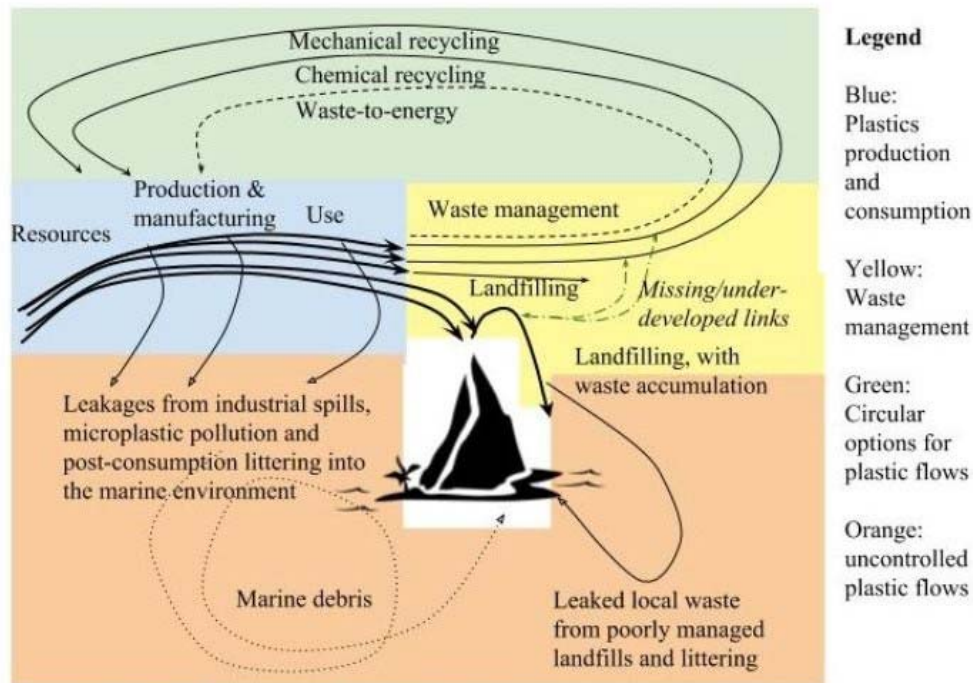 Mechanical recycling
Chemical recycling
Waste-to-energy
Production &
manufacturing
Use
Resources
Waste management
Landfilling
Missing/under-
developed links
Landfilling, with
waste accumulation
Leakages from industrial spills,
microplastic pollution and
post-consumption littering into
the marine environment
Marine debris
Leaked local waste
from poorly managed
landfills and littering
Legend
Blue:
Plastics
production
and
consumption
Yellow:
Waste
management
Green:
Circular
options for
plastic flows
Orange:
uncontrolled
plastic flows